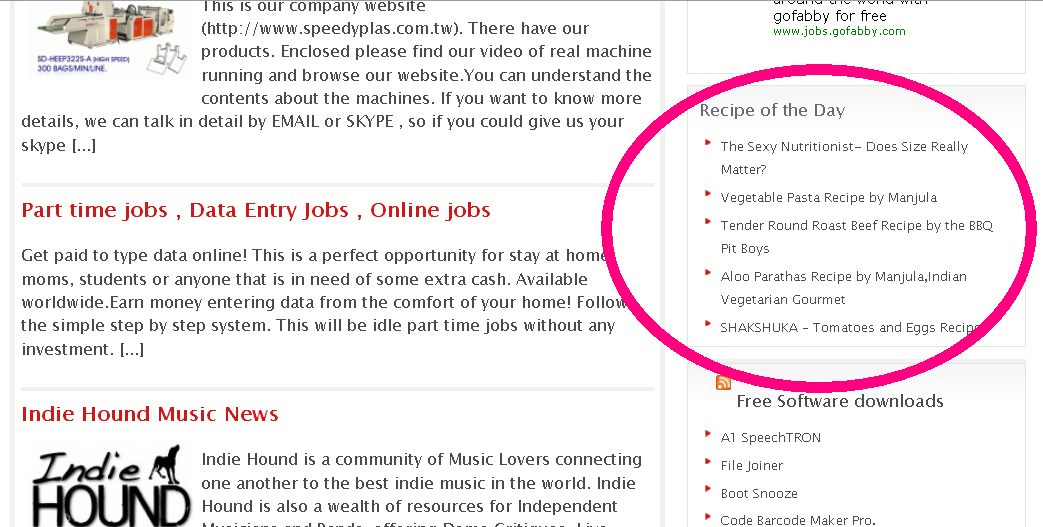 This is our company website
(http://www.speedyplas.com.tw). There have our
products. Enclosed please find our video of real machine
running and browse our website.You can understand the
contents about the machines. If you want to know more
details, we can talk in detail by EMAIL or SKYPE , so if you could give us your
skype [...]
SD-HEEP322S-A (HIGH SPEED)
300 BAGS/MIN/LINE.
Part time jobs , Data Entry Jobs , Online jobs
Get paid to type data online! This is a perfect opportunity for stay at home
moms, students or anyone that is in need of some extra cash. Available
worldwide.Earn money entering data from the comfort of your home! Follow
the simple step by step system. This will be idle part time jobs without any
investment. [...]
Indie Hound Music News
Indie
HOUND
Indie Hound is a community of Music Lovers connecting
one another to the best indie music in the world. Indie
Hound is also a wealth of resources for Independent
Musicians and Bands, offering Demo Critiques, Live
around the world with
gofabby for free
www.jobs.gofabby.com
Recipe of the Day
The Sexy Nutritionist- Does Size Really
Matter?
Vegetable Pasta Recipe by Manjula
Tender Round Roast Beef Recipe by the BBQ
Pit Boys
Aloo Parathas Recipe by Manjula,Indian
Vegetarian Gourmet
SHAKSHUKA - Tomatoes and Eggs Recipe
Free Software downloads
A1 SpeechTRON
File Joiner
Boot Snooze
Code Barcode Maker Pro.